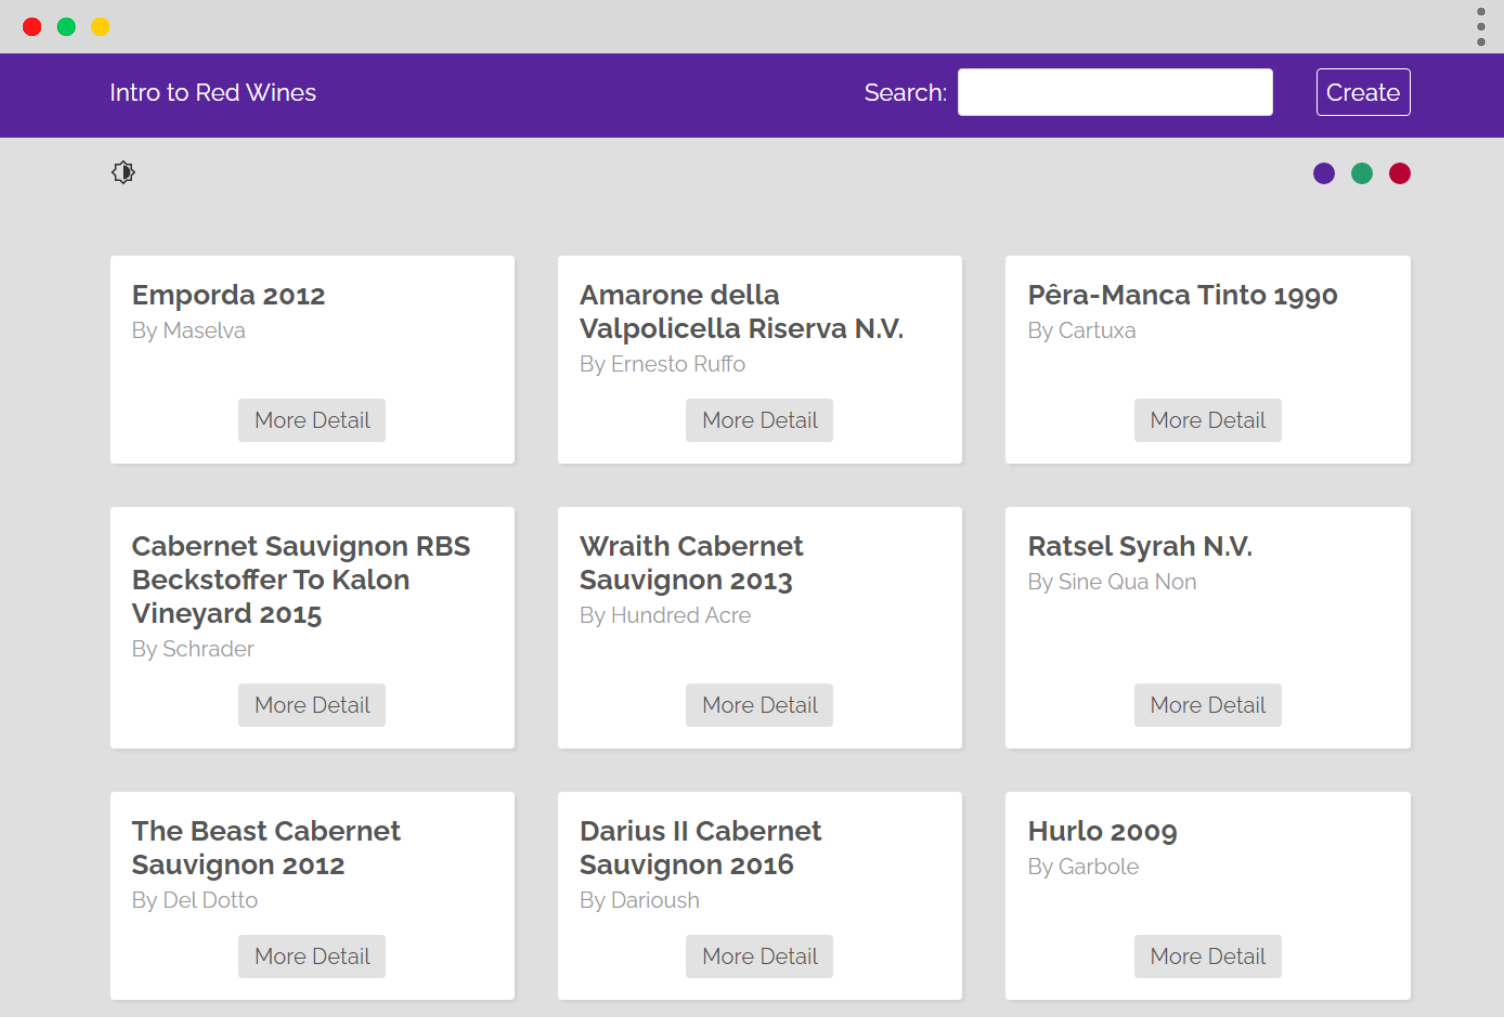 Intro to Red Wines
Search:
Create
Emporda 2012
By Maselva
More Detail
Amarone della
Valpolicella Riserva N.V.
By Ernesto Ruffo
More Detail
Pêra-Manca Tinto 1990
By Cartuxa
More Detail
Cabernet Sauvignon RBS
Beckstoffer To Kalon
Vineyard 2015
By Schrader
More Detail
Wraith Cabernet
Sauvignon 2013
By Hundred Acre
More Detail
Ratsel Syrah N.V.
By Sine Qua Non
More Detail
The Beast Cabernet
Sauvignon 2012
By Del Dotto
More Detail
Darius II Cabernet
Sauvignon 2016
By Darioush
More Detail
Hurlo 2009
By Garbole
More Detail